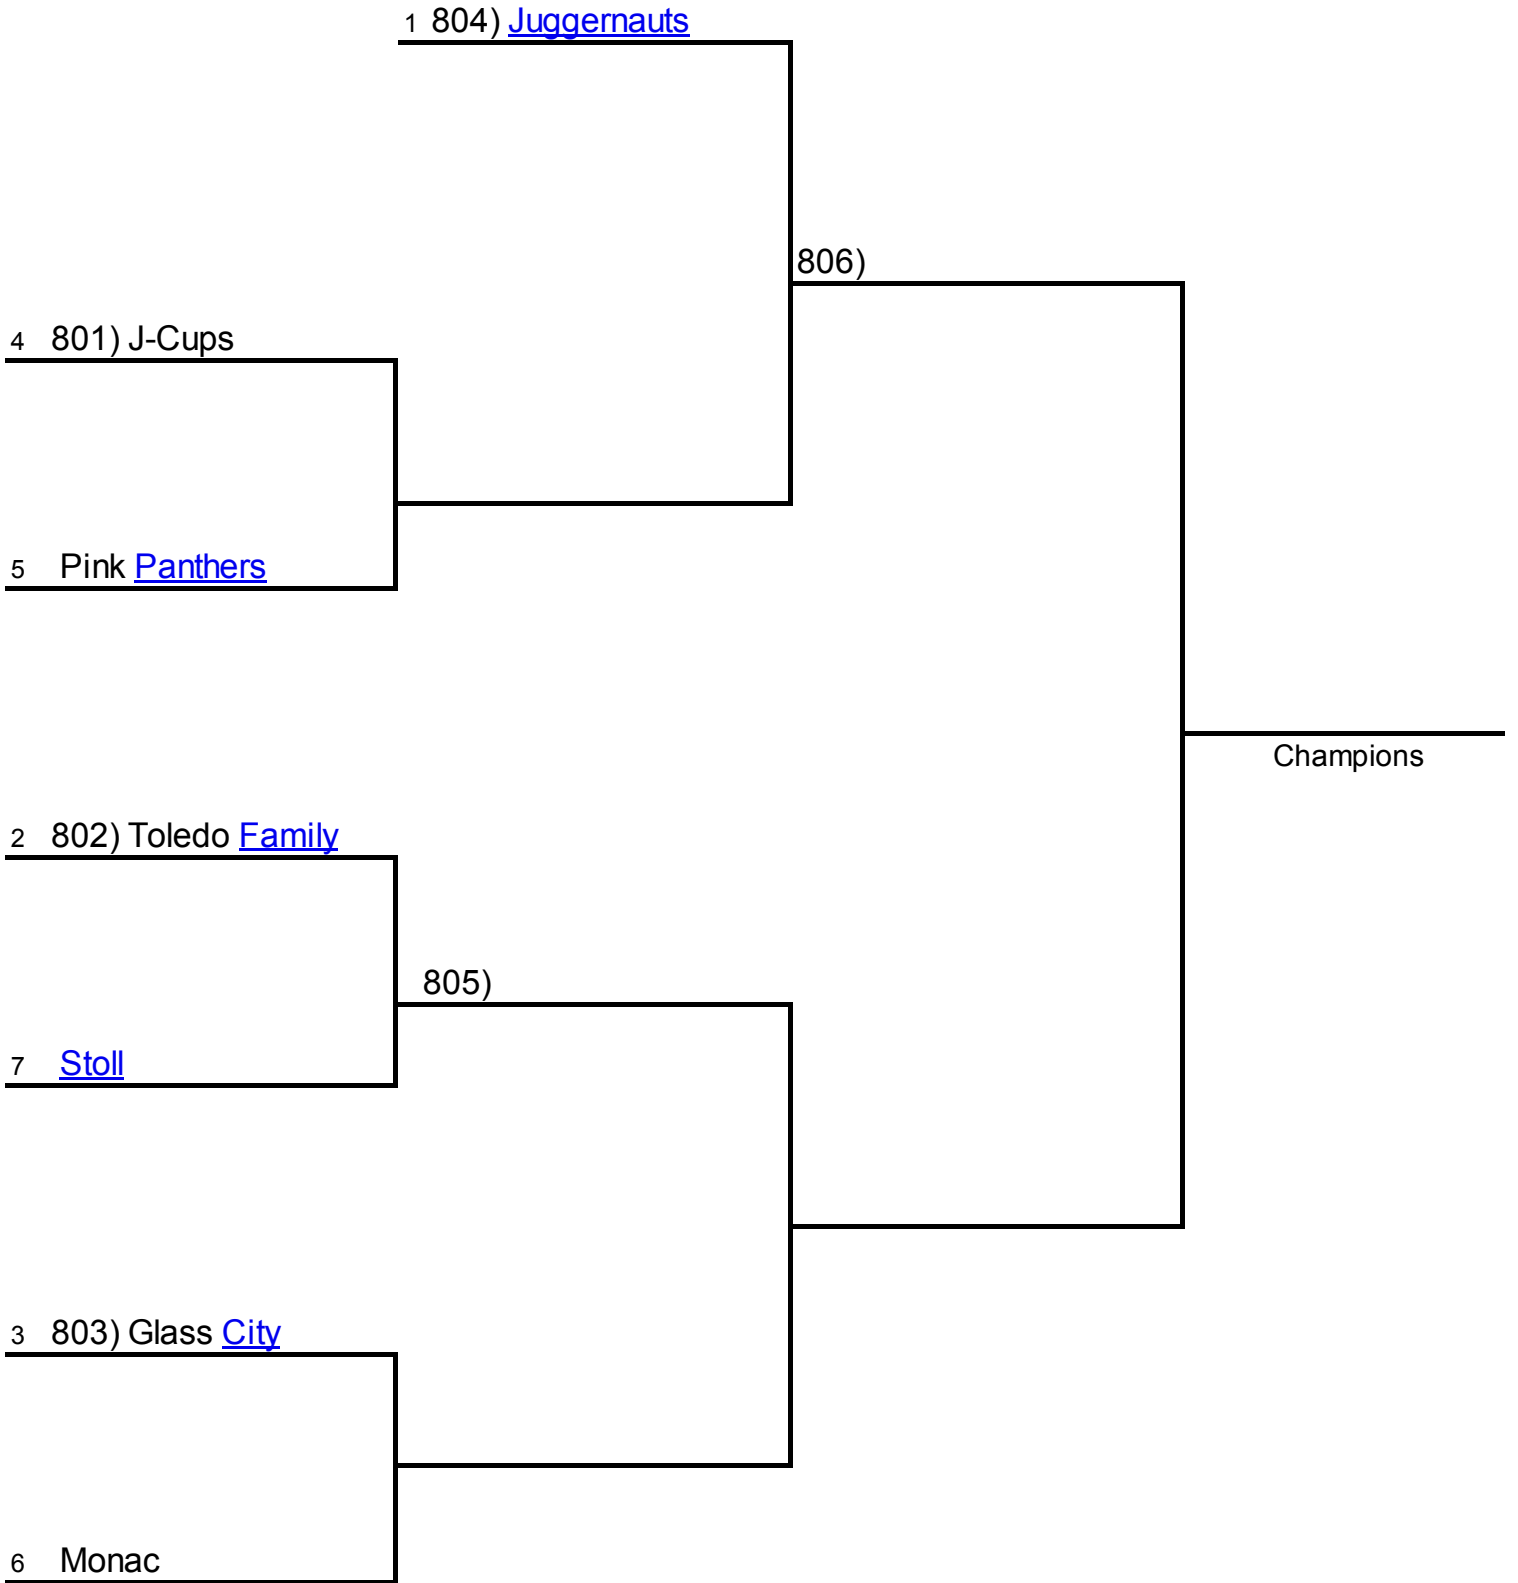 1 804) Juggernauts
806)
4 801) J-Cups
5 Pink Panthers
Champions
2 802) Toledo Family
805)
7 Stoll
3 803) Glass City
6 Monac